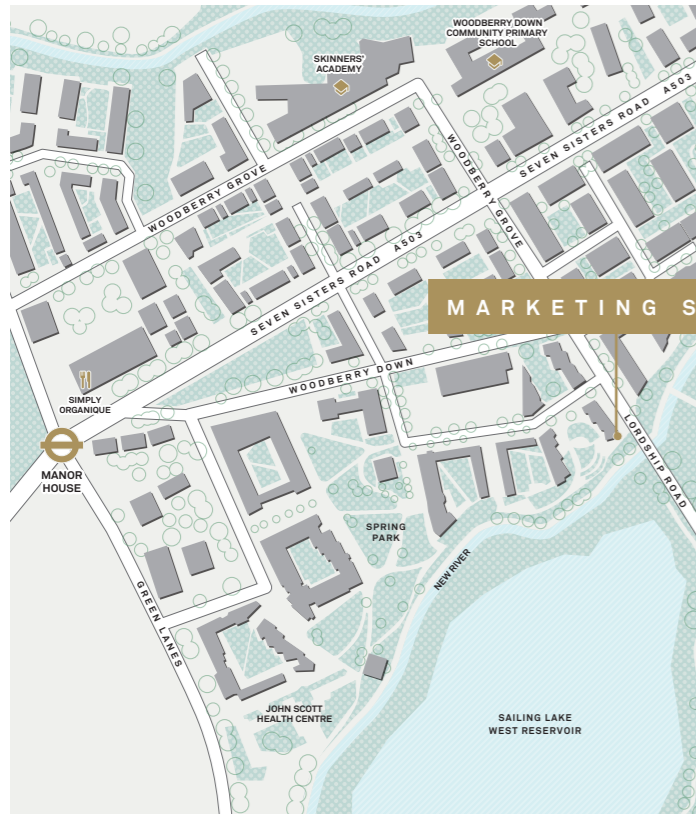 WOODBERRY DOWN
COMMUNITY PRIMARY
SCHOOL
SKINNERS'
ACADEMY
SEVEN SISTERS ROAD A503
WOODBERRY GROVE
WOODBERRY GROVE
SEVEN SISTERS ROAD A503
MARKETING S
WOODBERRY DOWN
SIMPLY
ORGANIQUE
LORDSHIP ROAD
MANOR
HOUSE
SPRING
PARK
NEW RIVER
GREEN LANES
JOHN SCOTT
HEALTH CENTRE
SAILING LAKE
WEST RESERVOIR